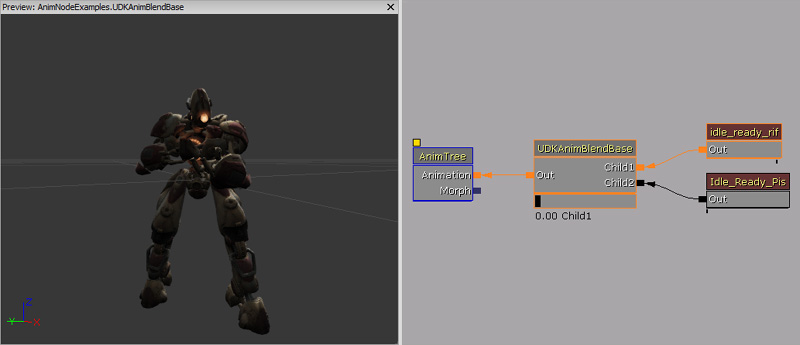 Preview: AnimNodeExamples.UDKAnimBlendBase
Z
Y
X
AnimTree
Animation
Morph
UDKAnimBlendBase
Child1
Out
Child2
0.00 Child1
idle_ready_rif
Out
Idle_Ready_Pis
Out